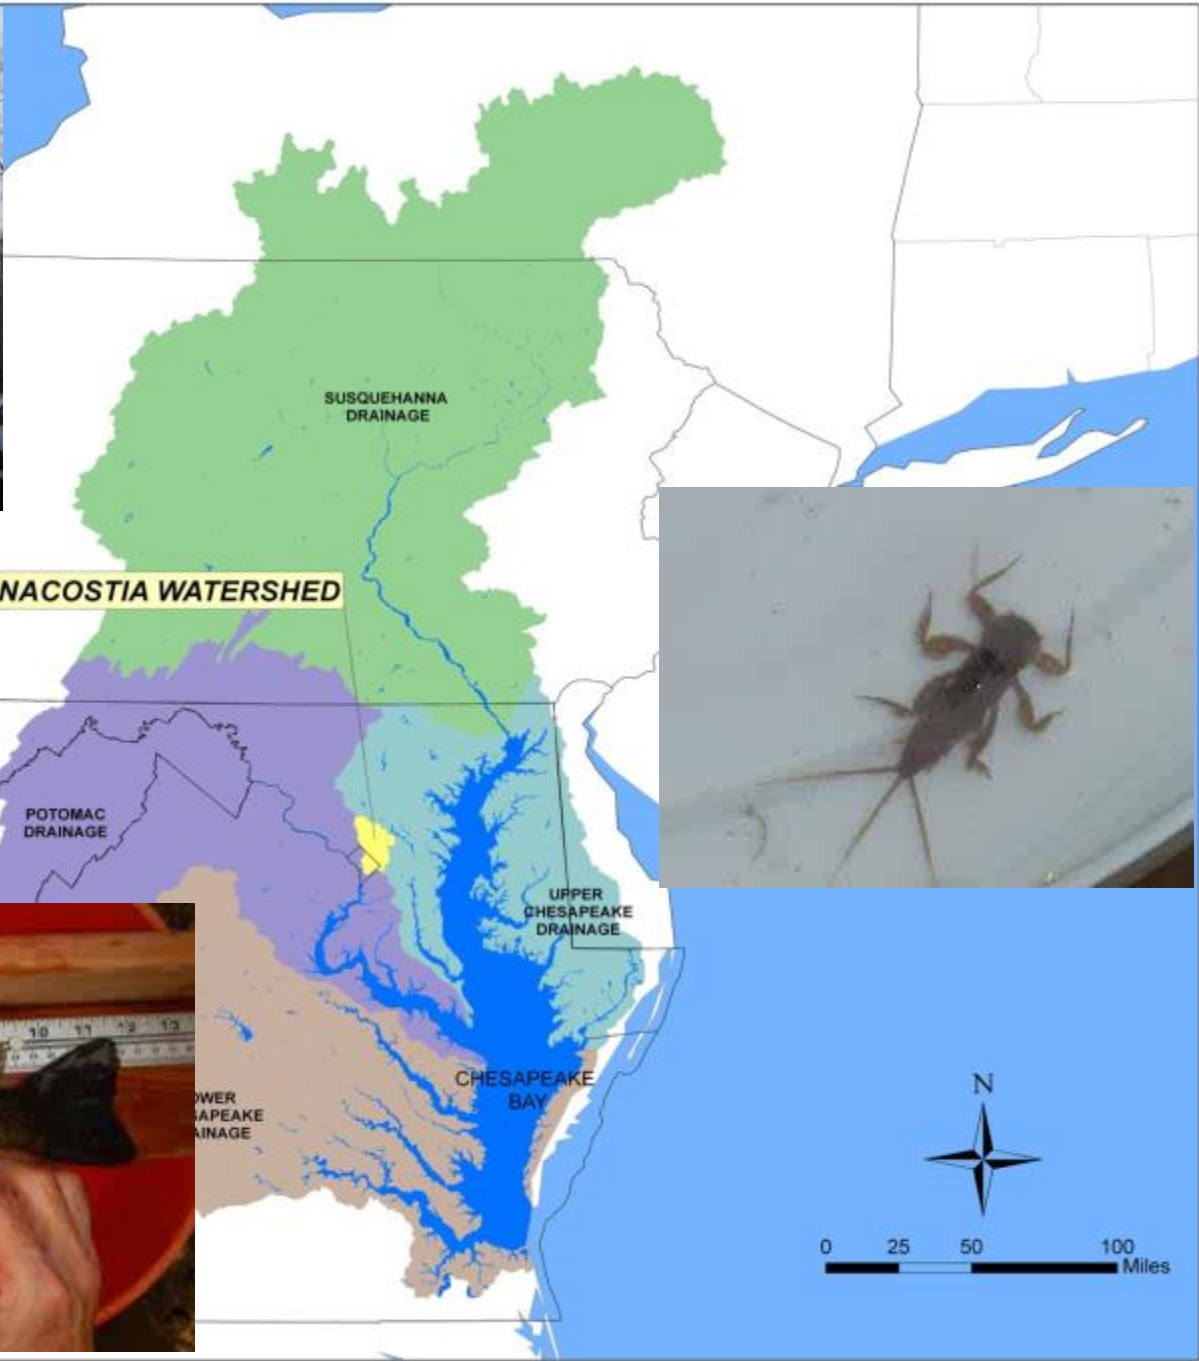 SUSQUEHANNA
DRAINAGE
NACOSTIA WATERSHED
POTOMAC
DRAINAGE
UPPER
CHESAPEAKE
DRAINAGE
10 11 12 13
CHESAPEAKE
BAY
OWER
SAPEAKE
AINAGE
N
0 25 50 100
Miles